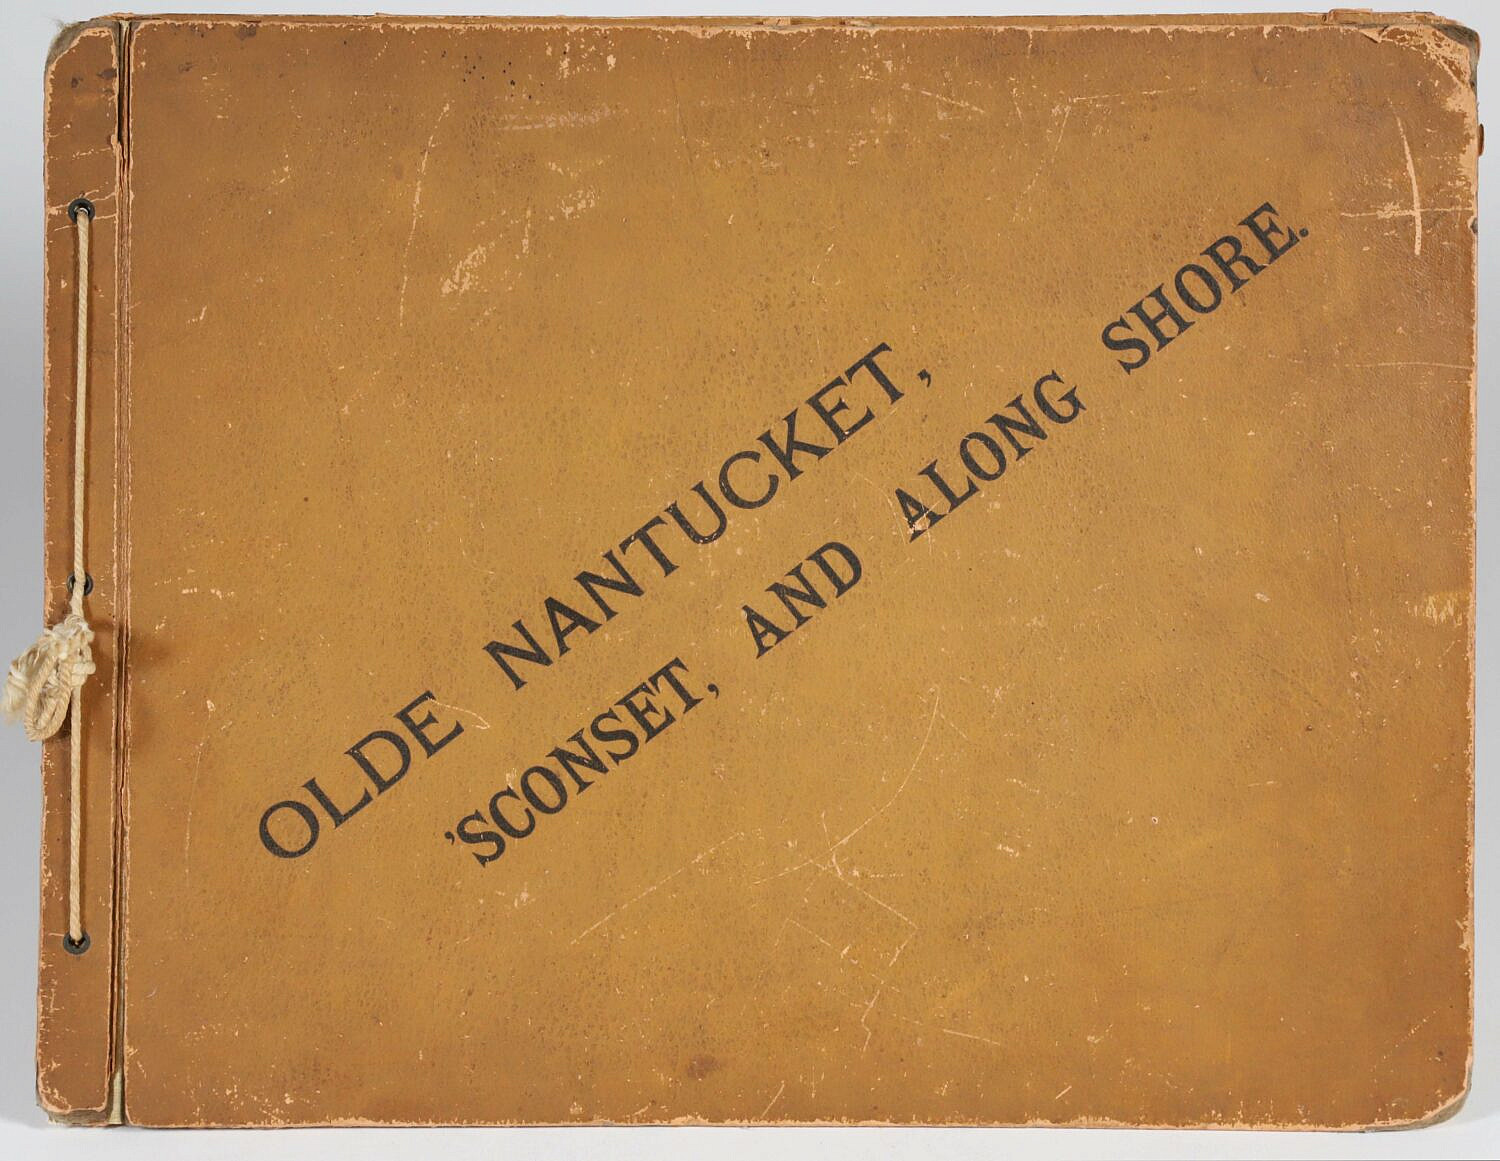 OLDE NANTUCKET,
'SCONSET, AND ALONG SHORE.